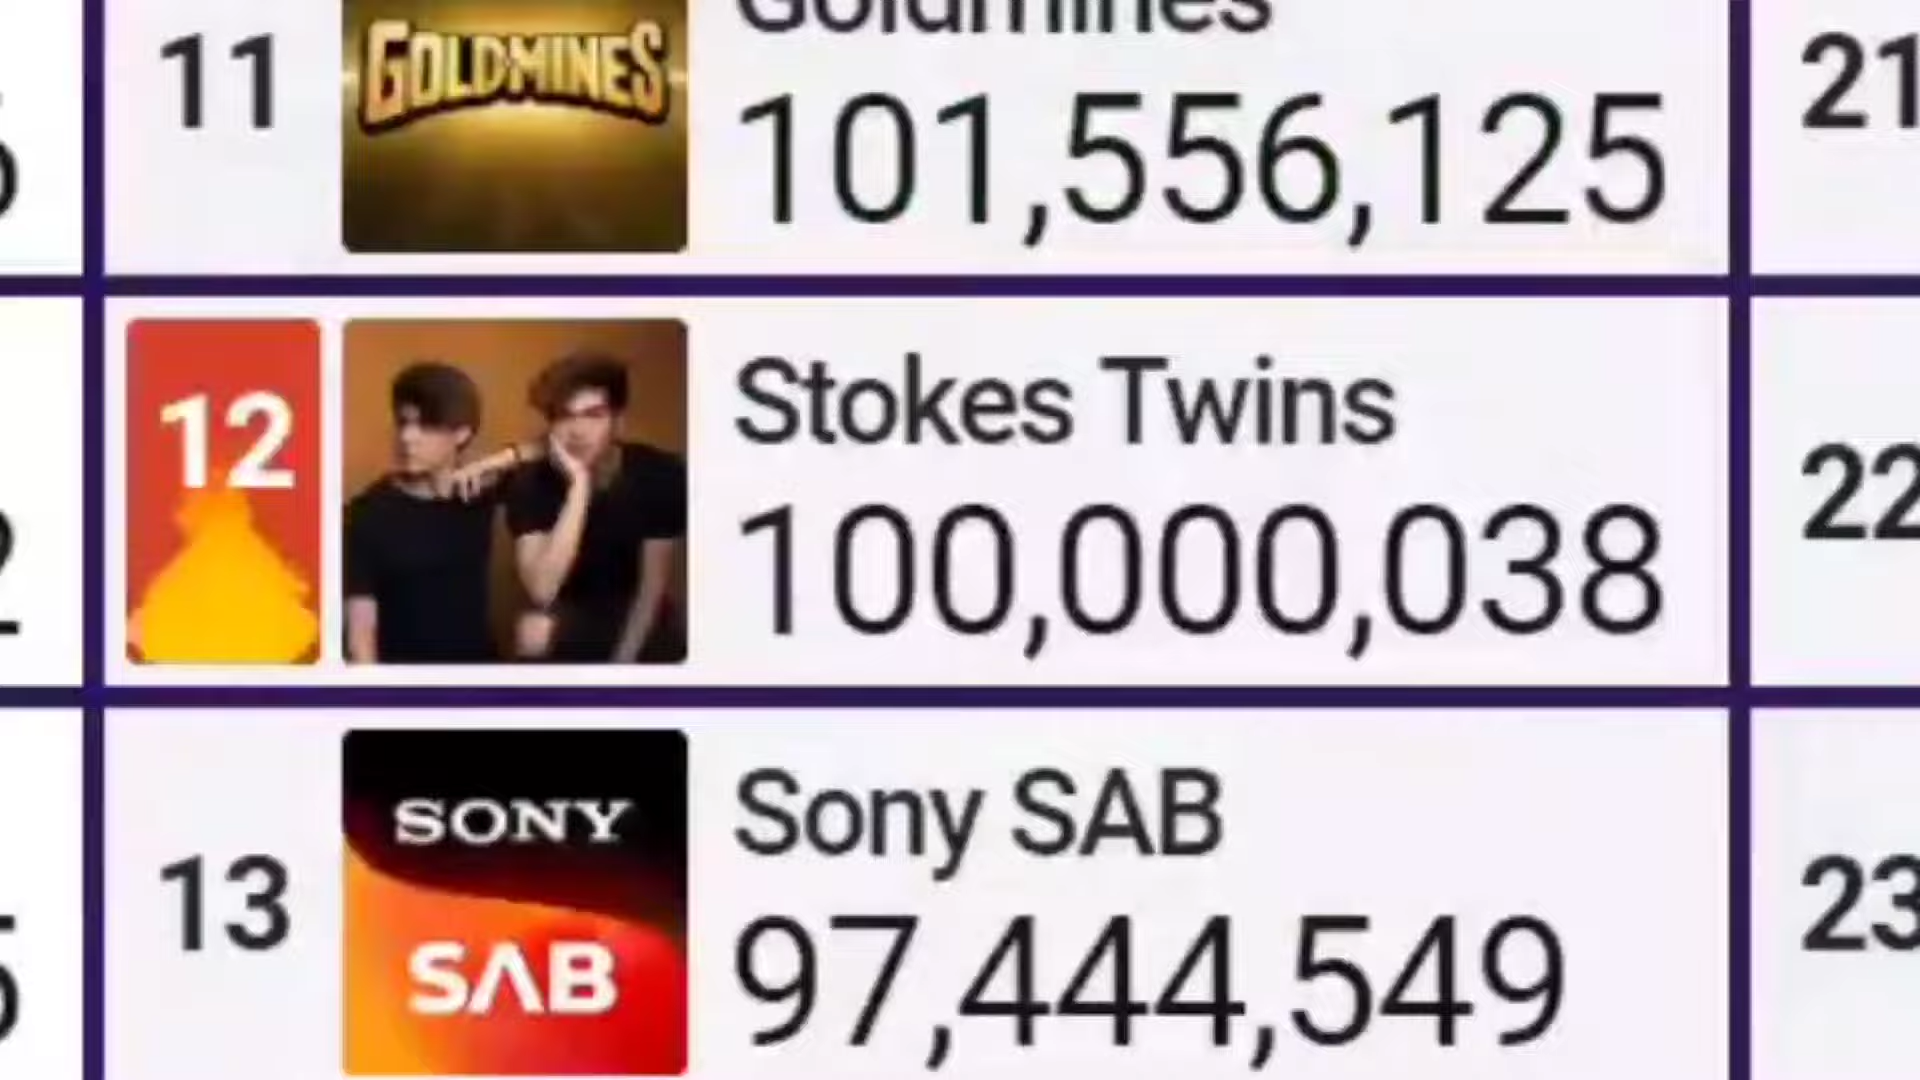 11
GOLDMINES
Goldmines
101,556,125
21
12
Stokes Twins
100,000,038
22
13
SONY
SAB
Sony SAB
97,444,549
23